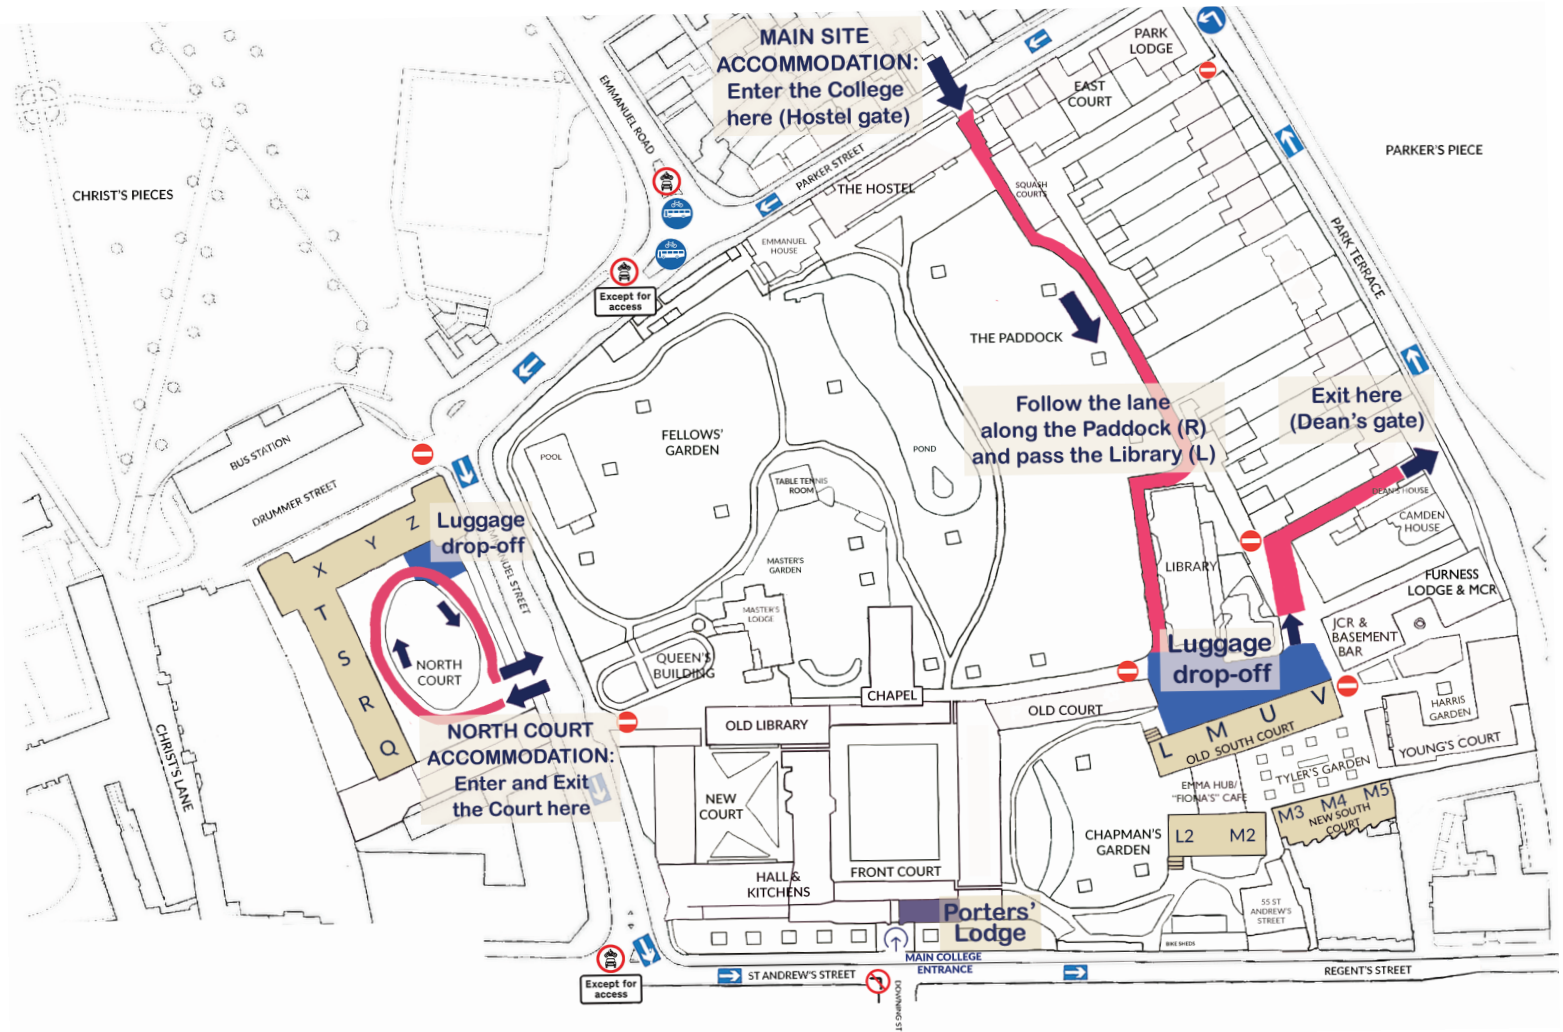 MAIN SITE
ACCOMMODATION:
Enter the College
here (Hostel gate)
PARK
LODGE
EAST
COURT
PARKER'S PIECE
EMMANUEL ROAD
PARKER STREET
THE HOSTEL
SQUASH
COURTS
CHRIST'S PIECES
EMMANUEL
HOUSE
PARK TERRACE
Except for
access
THE PADDOCK
Follow the lane
along the Paddock (R)
and pass the Library (L)
Exit here
(Dean's gate)
BUS STATION
DRUMMER STREET
FELLOWS'
GARDEN
POOL
POND
TABLE TENNIS
ROOM
DEAN'S HOUSE
CAMDEN
HOUSE
Luggage
drop-off
EMMANUEL STREET
Z
Y
X
T
S
R
Q
NORTH
COURT
MASTER'S
GARDEN
MASTER'S
LODGE
LIBRARY
FURNESS
LODGE & MCR
JCR &
BASEMENT
BAR
QUEEN'S
BUILDING
Luggage
drop-off
CHAPEL
OLD LIBRARY
OLD COURT
L M U V
OLD SOUTH COURT
HARRIS
GARDEN
YOUNG'S COURT
TYLER'S GARDEN
NORTH COURT
ACCOMMODATION:
Enter and Exit
the Court here
CHRIST'S LANE
NEW
COURT
EMMA HUB/
"FIONA'S" CAFE
M3 M4 M5
NEW SOUTH
COURT
L2 M2
CHAPMAN'S
GARDEN
FRONT COURT
HALL &
KITCHENS
Porters'
Lodge
55 ST
ANDREW'S
STREET
BIKE SHEDS
MAIN COLLEGE
ENTRANCE
ST ANDREW'S STREET
REGENT'S STREET
Except for
access
DOWNING ST